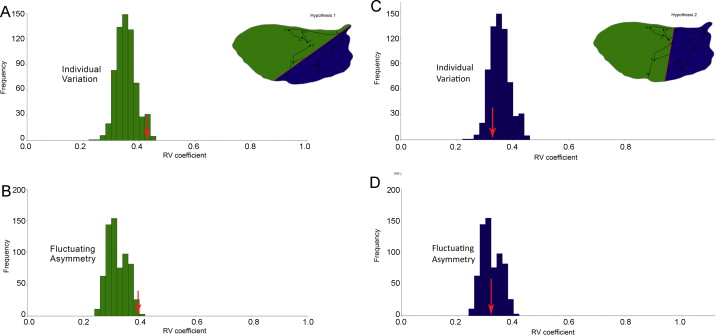 A
Hypothesis 1
150
120
90
60
30
0
Frequency
Individual
Variation
0.0
0.2
0.4
0.6
0.8
1.0
RV coefficient
C
Hypothesis 2
150
120
90
60
30
0
Frequency
Individual
Variation
0.0
0.2
0.4
0.6
0.8
RV coefficient
B
200
150
100
50
0
Frequency
Fluctuating
Asymmetry
0
0.2
0.4
0.6
0.8
1.0
RV coefficient
D
150
100
50
0
Frequency
Fluctuating
Asymmetry
0
0.2
0.4
0.6
0.8
1.0
RV coefficient